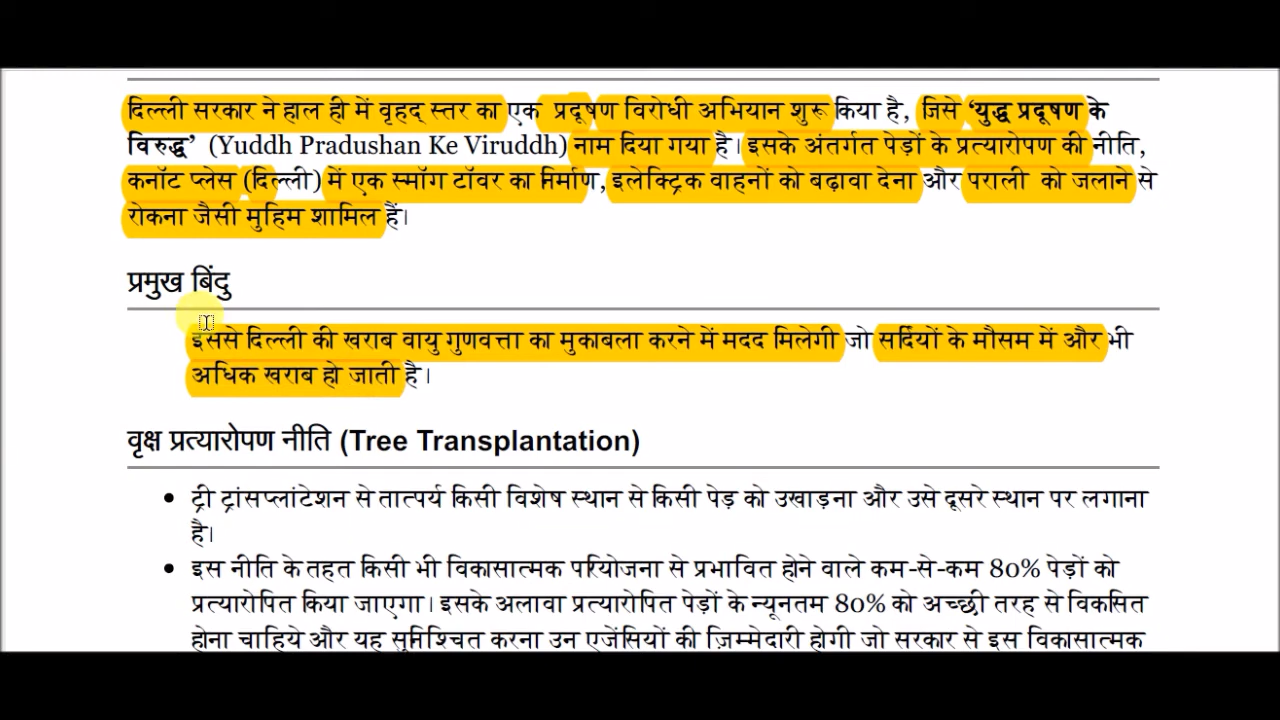 दिल्ली सरकार ने हाल ही में वृहद् स्तर का एक प्रदूषण विरोधी अभियान शुरू किया है, जिसे ‘युद्ध प्रदूषण के
विरुद्ध’ (Yuddh Pradushan Ke Viruddh) नाम दिया गया है। इसके अंतर्गत पेड़ों के प्रत्यारोपण की नीति,
कनॉट प्लेस (दिल्ली) में एक स्मॉग टॉवर का निर्माण, इलेक्ट्रिक वाहनों को बढ़ावा देना और पराली को जलाने से
रोकना जैसी मुहिम शामिल हैं।
प्रमुख बिंदु
इससे दिल्ली की खराब वायु गुणवत्ता का मुकाबला करने में मदद मिलेगी जो सर्दियों के मौसम में और भी
अधिक खराब हो जाती है।
वृक्ष प्रत्यारोपण नीति (Tree Transplantation)
• ट्री ट्रांसप्लांटेशन से तात्पर्य किसी विशेष स्थान से किसी पेड़ को उखाड़ना और उसे दूसरे स्थान पर लगाना
है।
• इस नीति के तहत किसी भी विकासात्मक परियोजना से प्रभावित होने वाले कम-से-कम 80% पेड़ों को
प्रत्यारोपित किया जाएगा। इसके अलावा प्रत्यारोपित पेड़ों के न्यूनतम 80% को अच्छी तरह से विकसित
होना चाहिये और यह सुनिश्चित करना उन एजेंसियों की ज़िम्मेदारी होगी जो सरकार से इस विकासात्मक